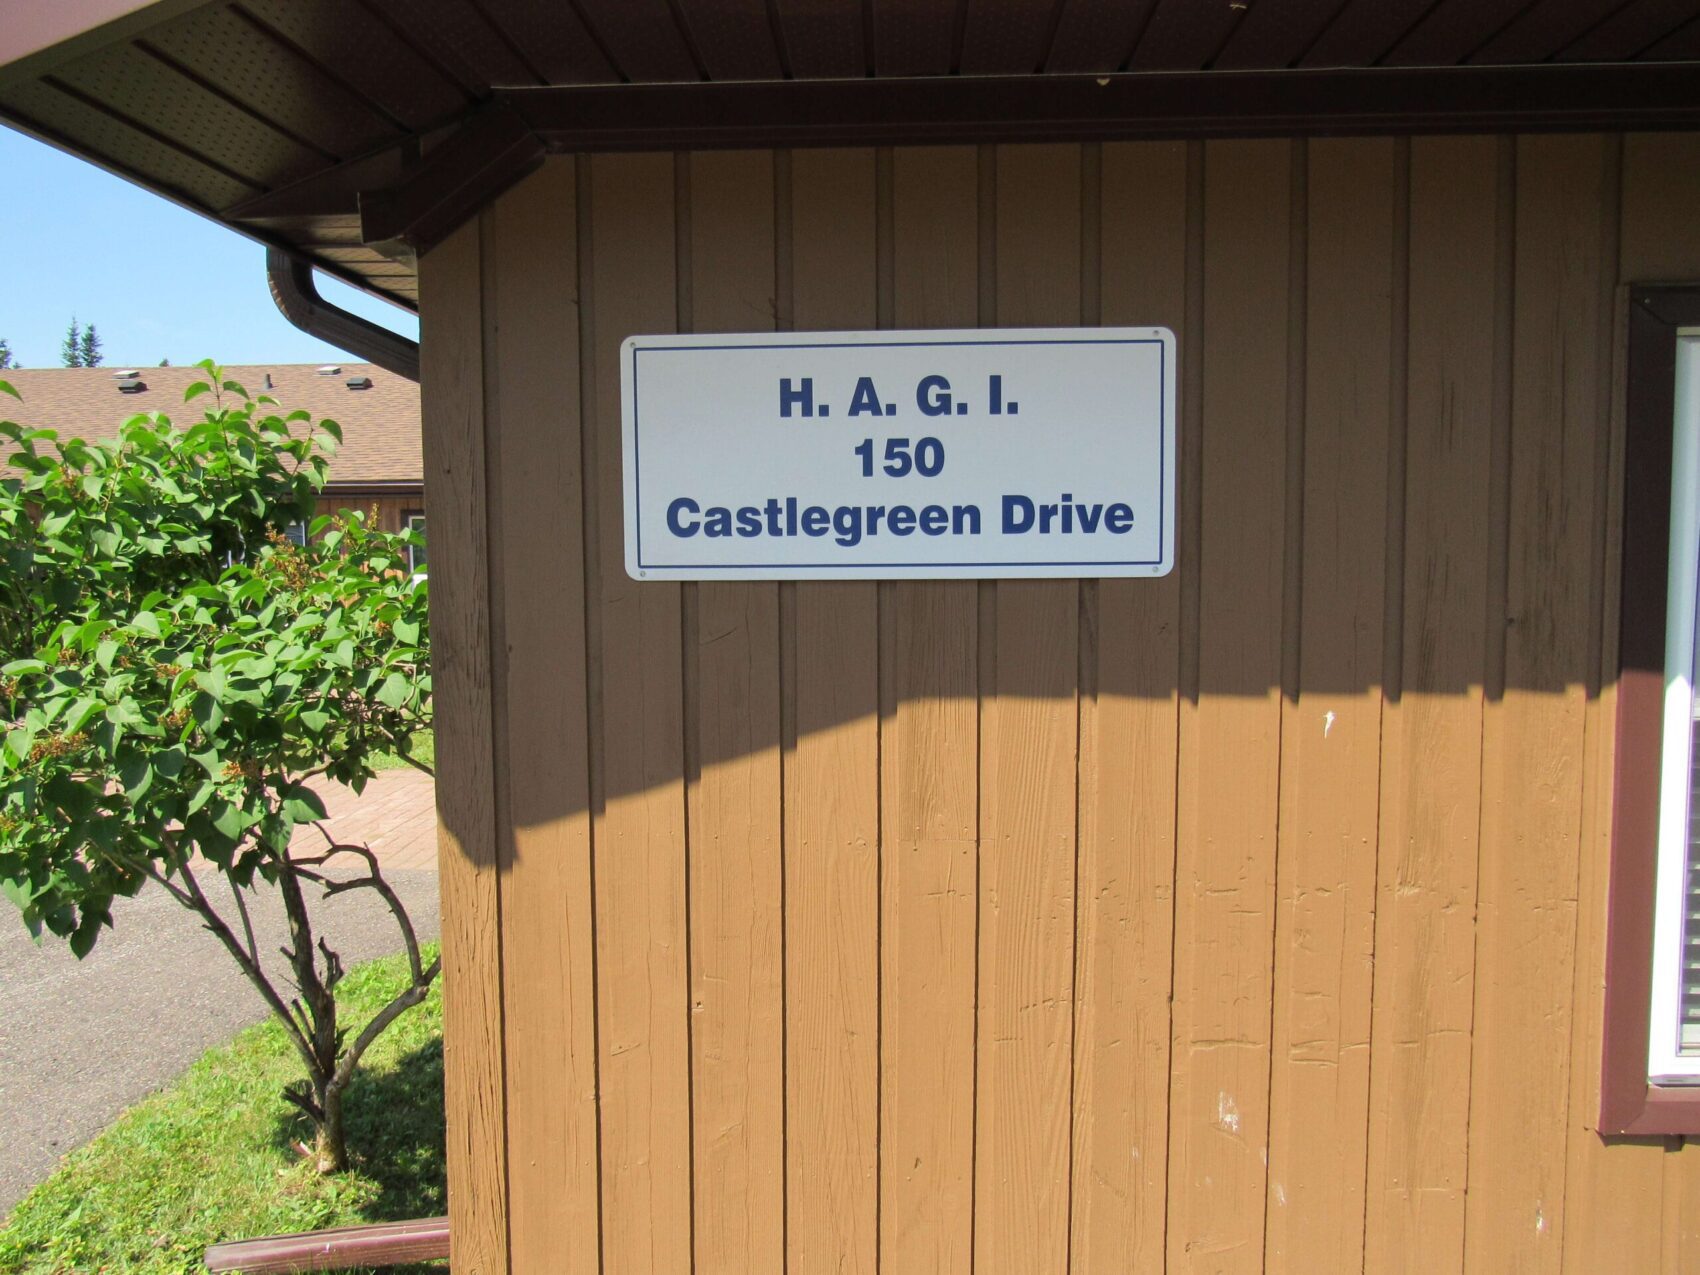 H. A. G. I.
150
Castlegreen Drive